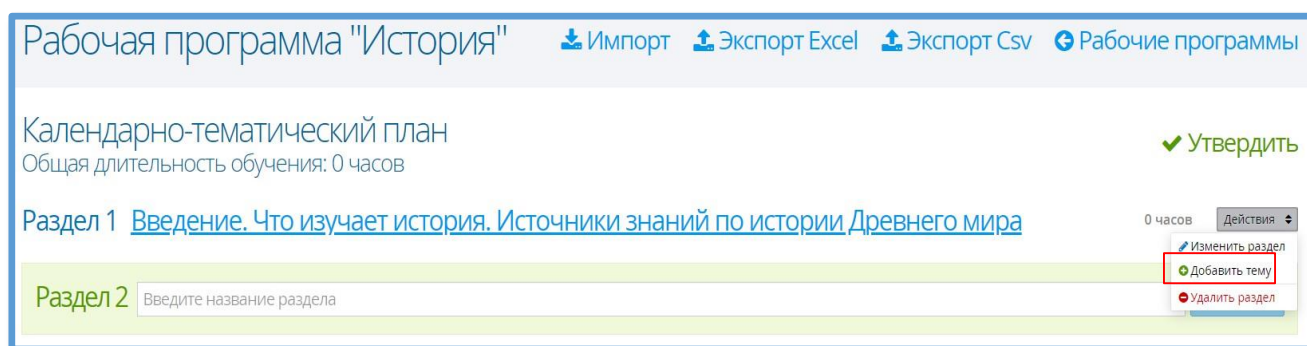 Рабочая программа "История" Импорт Экспорт Excel Экспорт Csv Рабочие программы
Календарно-тематический план
Утвердить
Общая длительность обучения: 0 часов
Раздел 1 Введение. Что изучает история. Источники знаний по истории Древнего мира 0 часов Действия
Изменить раздел
Добавить тему
Раздел 2 Введите название раздела
Удалить раздел